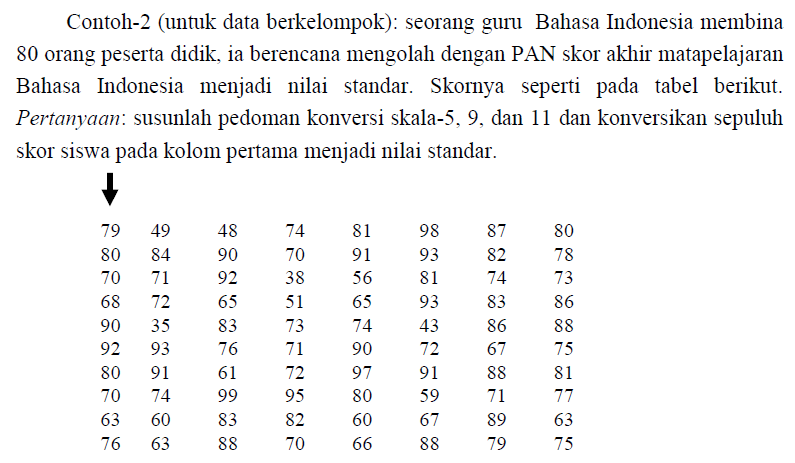 Contoh-2 (untuk data berkelompok): seorang guru Bahasa Indonesia membina
80 orang peserta didik, ia berencana mengolah dengan PAN skor akhir matapelajaran
Bahasa Indonesia menjadi nilai standar. Skornya seperti pada tabel berikut.
Pertanyaan: susunlah pedoman konversi skala-5, 9, dan 11 dan konversikan sepuluh
skor siswa pada kolom pertama menjadi nilai standar.
79 49 48 74 81 98 87 80
80 84 90 70 91 93 82 78
70 71 92 38 56 81 74 73
68 72 65 51 65 93 83 86
90 35 83 73 74 43 86 88
92 93 76 71 90 72 67 75
80 91 61 72 97 91 88 81
70 74 99 95 80 59 71 77
63 60 83 82 60 67 89 63
76 63 88 70 66 88 79 75